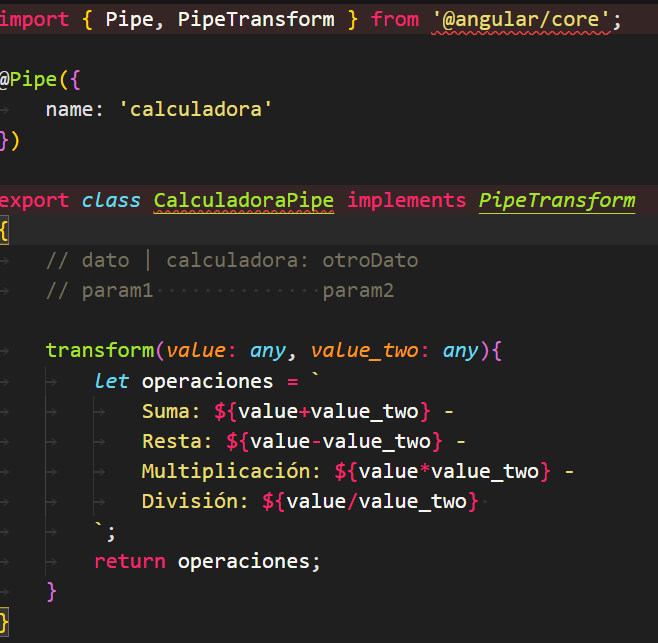 import { Pipe, PipeTransform } from '@angular/core';
@Pipe({
name: 'calculadora'
})
export class CalculadoraPipe implements PipeTransform
{
// dato | calculadora: otroDato
// param1              param2
transform(value: any, value_two: any){
let operaciones = `
Suma: ${value+value_two} -
Resta: ${value-value_two} -
Multiplicación: ${value*value_two} -
División: ${value/value_two}
`;
return operaciones;
}
}